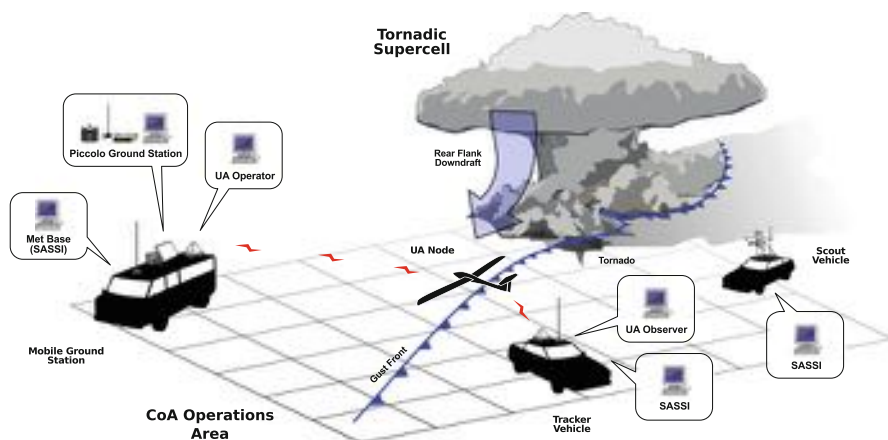 Tornadic
Supercell
Piccolo Ground Station
UA Operator
Rear Flank
Downdraft
Met Base
(SASSI)
UA Node
Tornado
Scout
Vehicle
UA Observer
Mobile Ground
Station
Gust Front
SASSI
SASSI
CoA Operations
Area
Tracker
Vehicle